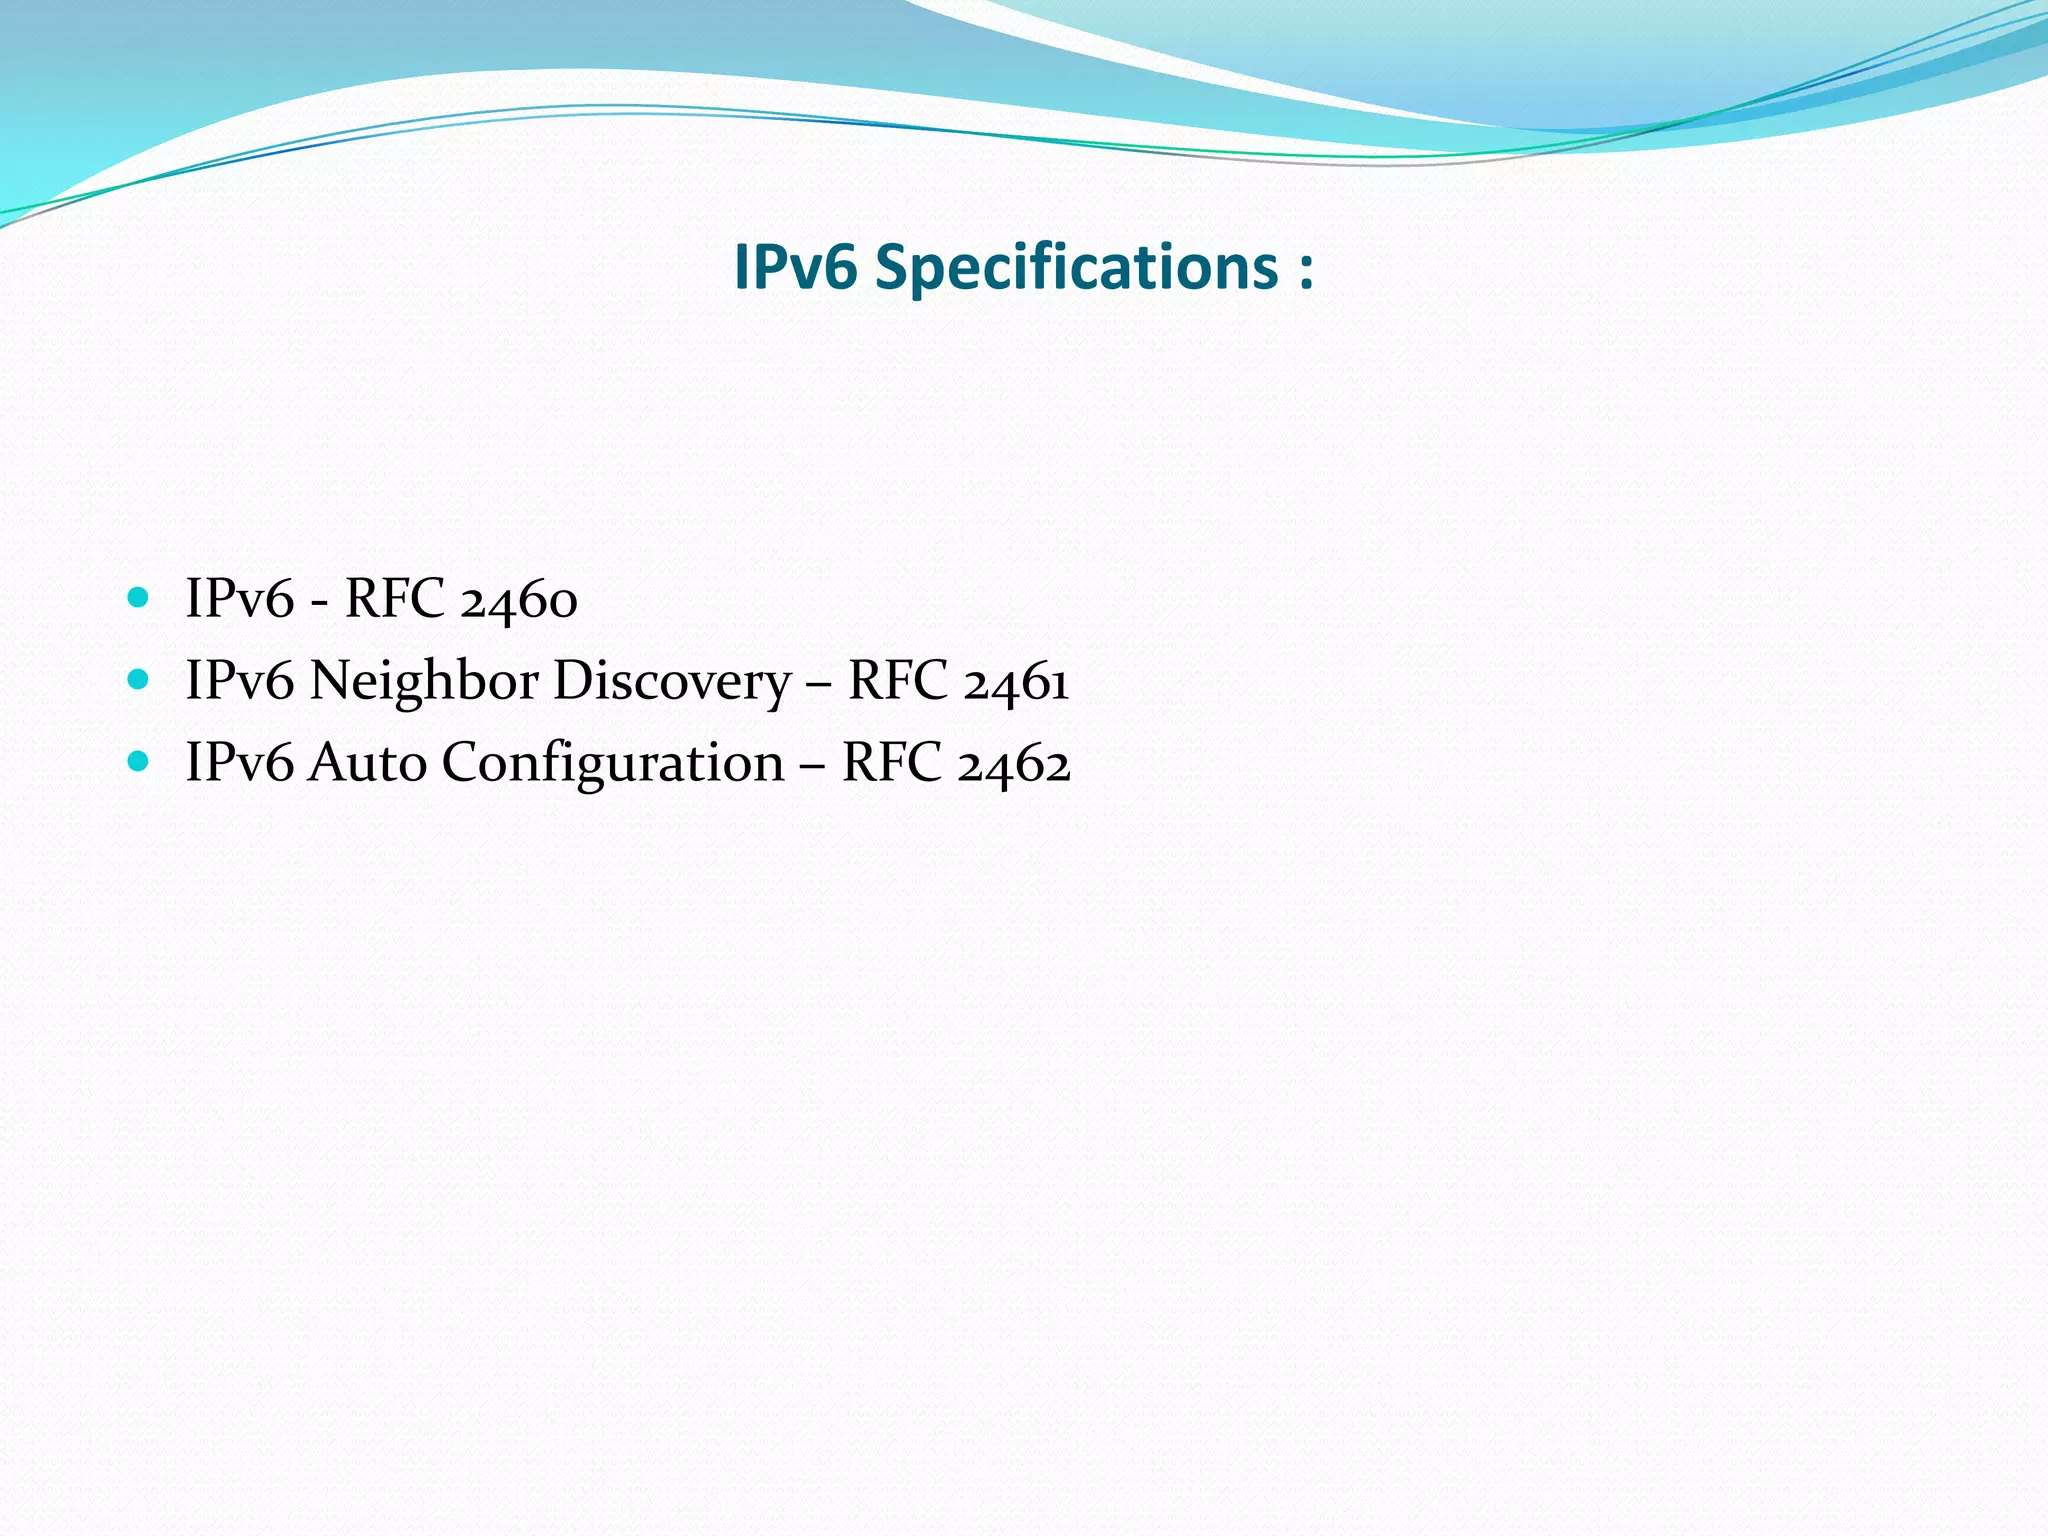 IPv6 Specifications :
• IPv6 - RFC 2460
• IPv6 Neighbor Discovery – RFC 2461
• IPv6 Auto Configuration – RFC 2462